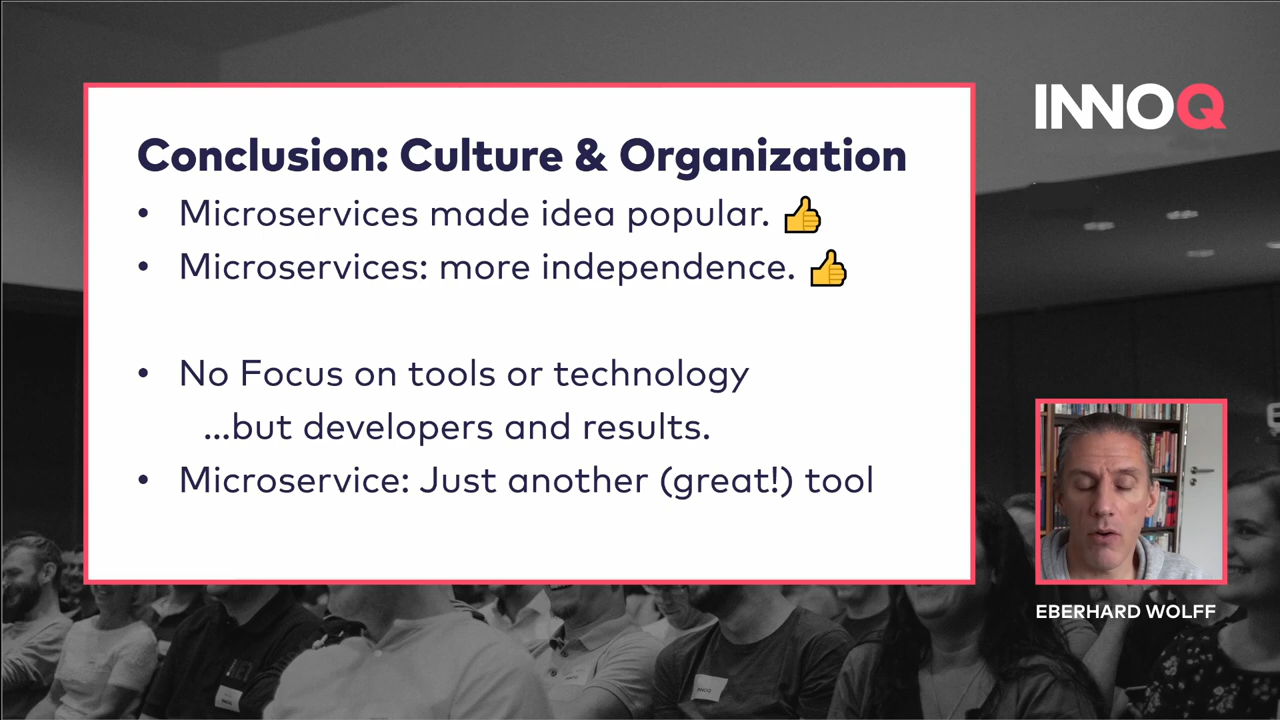 INNOQ
Conclusion: Culture & Organization
• Microservices made idea popular. 👍
• Microservices: more independence. 👍
• No Focus on tools or technology
...but developers and results.
• Microservice: Just another (great!) tool
EBERHARD WOLFF
INNOQ